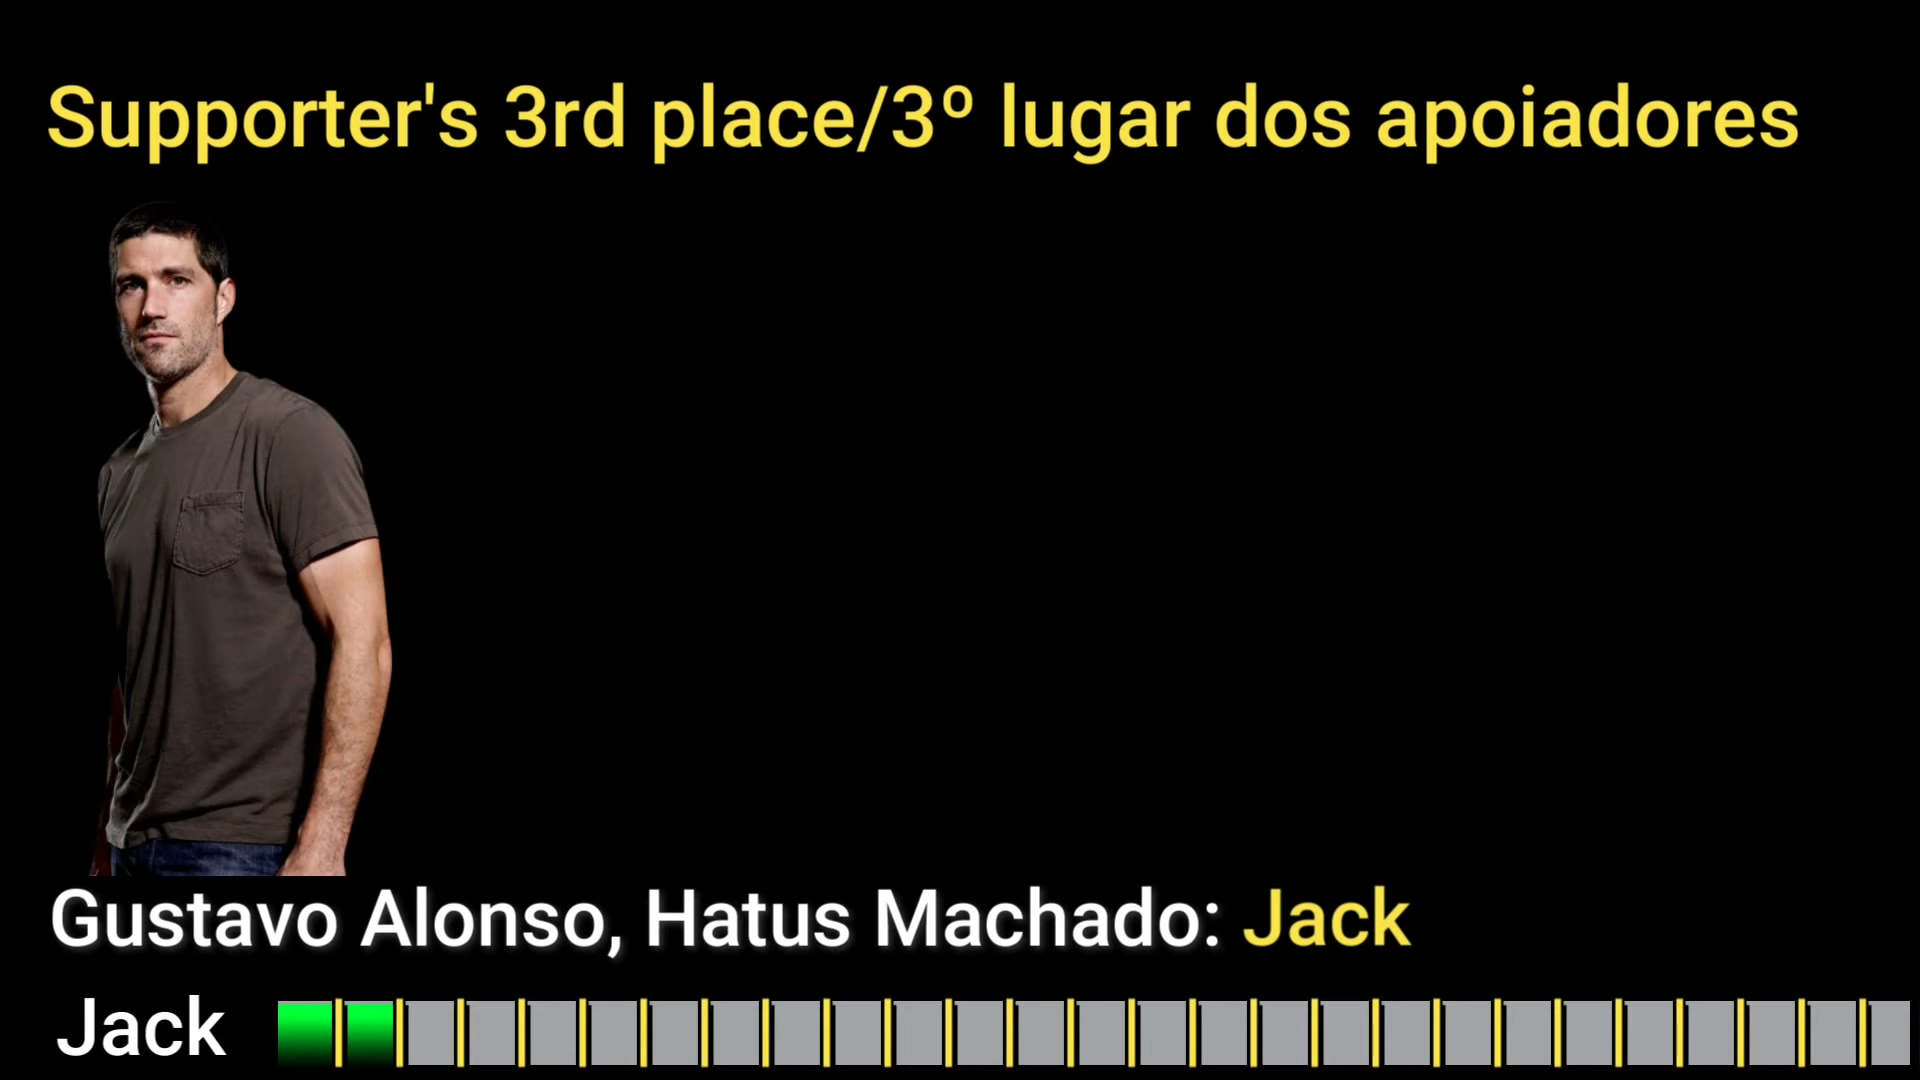 Supporter's 3rd place/3º lugar dos apoiadores
Gustavo Alonso, Hatus Machado: Jack
Jack